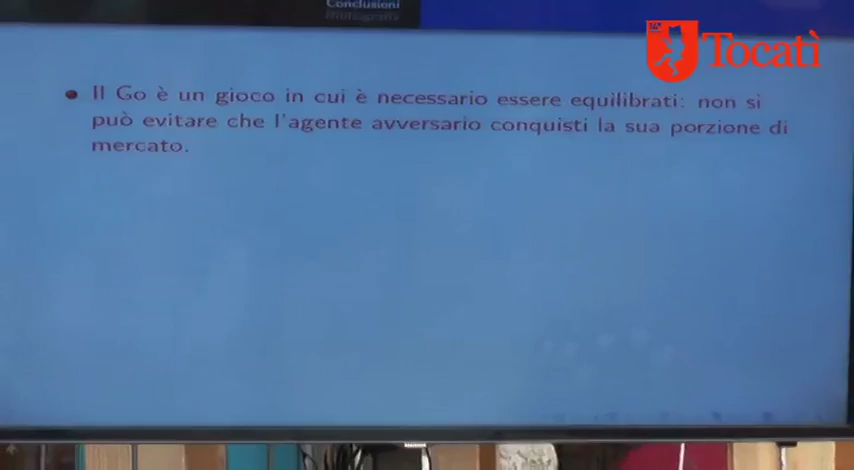 Conclusioni
Bibliografia
Tocatì
Il Go è un gioco in cui è necessario essere equilibrati: non si
può evitare che l'agente avversario conquisti la sua porzione di
mercato.